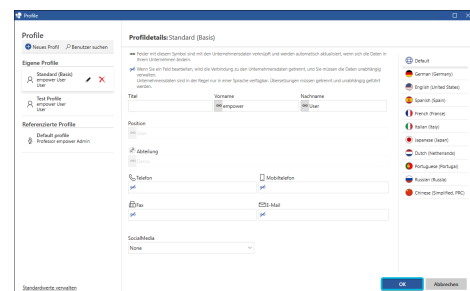 Profile
Profile
Neues Profil
Benutzer suchen
Eigene Profile
Standard (Basis)
empower User
User
Test Profile
empower User
User
Referenzierte Profile
Default profile
Professor empower Admin
Standardwerte verwalten
Profildetails: Standard (Basis)
Felder mit diesem Symbol sind mit den Unternehmensdaten verknüpft und werden automatisch aktualisiert, wenn sich die Daten in
Ihrem Unternehmen ändern.
Wenn Sie ein Feld bearbeiten, wird die Verbindung zu den Unternehmensdaten getrennt, und Sie müssen die Daten unabhängig
verwalten.
Unternehmensdaten sind in der Regel nur in einer Sprache verfügbar. Übersetzungen müssen getrennt und unabhängig geführt
werden.
Titel
Vorname
Nachname
empower
User
Position
Abteilung
Telefon
Mobiltelefon
Fax
E-Mail
SocialMedia
None
Default
German (Germany)
English (United States)
Spanish (Spain)
French (France)
Italian (Italy)
Japanese (Japan)
Dutch (Netherlands)
Portuguese (Portugal)
Russian (Russia)
Chinese (Simplified, PRC)
OK
Abbrechen